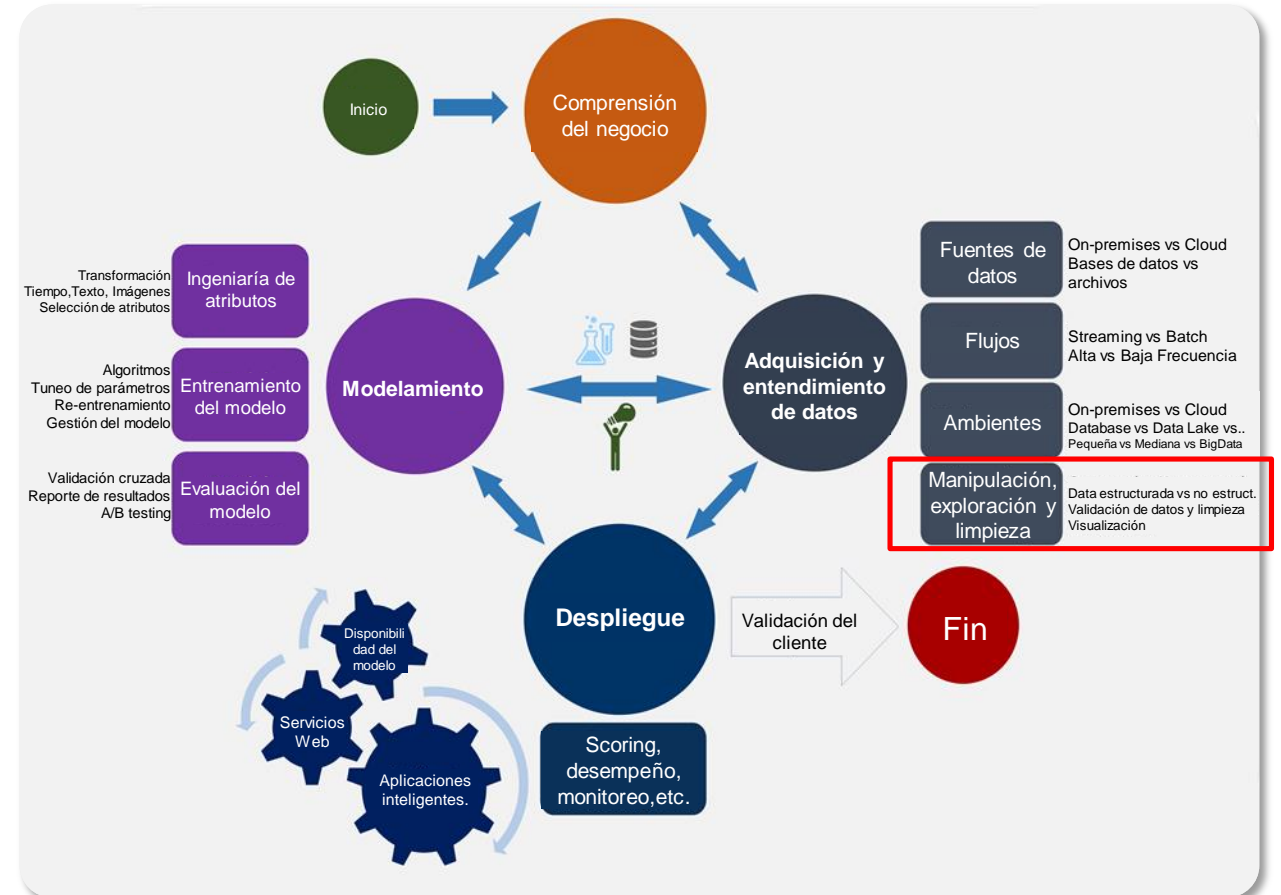 Inicio
Comprensión
del negocio
Transformación
Tiempo,Texto, Imágenes
Selección de atributos
Ingeniaría de
atributos
Algoritmos
Tuneo de parámetros
Re-entrenamiento
Gestión del modelo
Entrenamiento
del modelo
Validación cruzada
Reporte de resultados
A/B testing
Evaluación del
modelo
Modelamiento
Adquisición y
entendimiento
de datos
Fuentes de
datos
On-premises vs Cloud
Bases de datos vs
archivos
Flujos
Streaming vs Batch
Alta vs Baja Frecuencia
Ambientes
On-premises vs Cloud
Database vs Data Lake vs..
Pequeña vs Mediana vs BigData
Manipulación,
exploración y
limpieza
Data estructurada vs no estruct.
Validación de datos y limpieza
Visualización
Despliegue
Validación del
cliente
Fin
Disponibili
dad del
modelo
Servicios
Web
Aplicaciones
inteligentes.
Scoring,
desempeño,
monitoreo,etc.